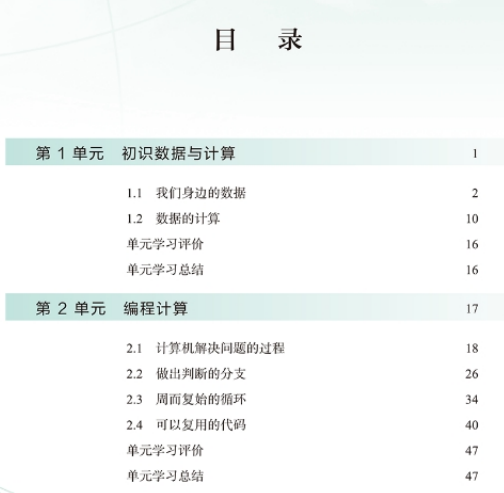 目 录
第 1 单元 初识数据与计算 1
1.1 我们身边的数据 2
1.2 数据的计算 10
单元学习评价 16
单元学习总结 16
第 2 单元 编程计算 17
2.1 计算机解决问题的过程 18
2.2 做出判断的分支 26
2.3 周而复始的循环 34
2.4 可以复用的代码 40
单元学习评价 47
单元学习总结 47